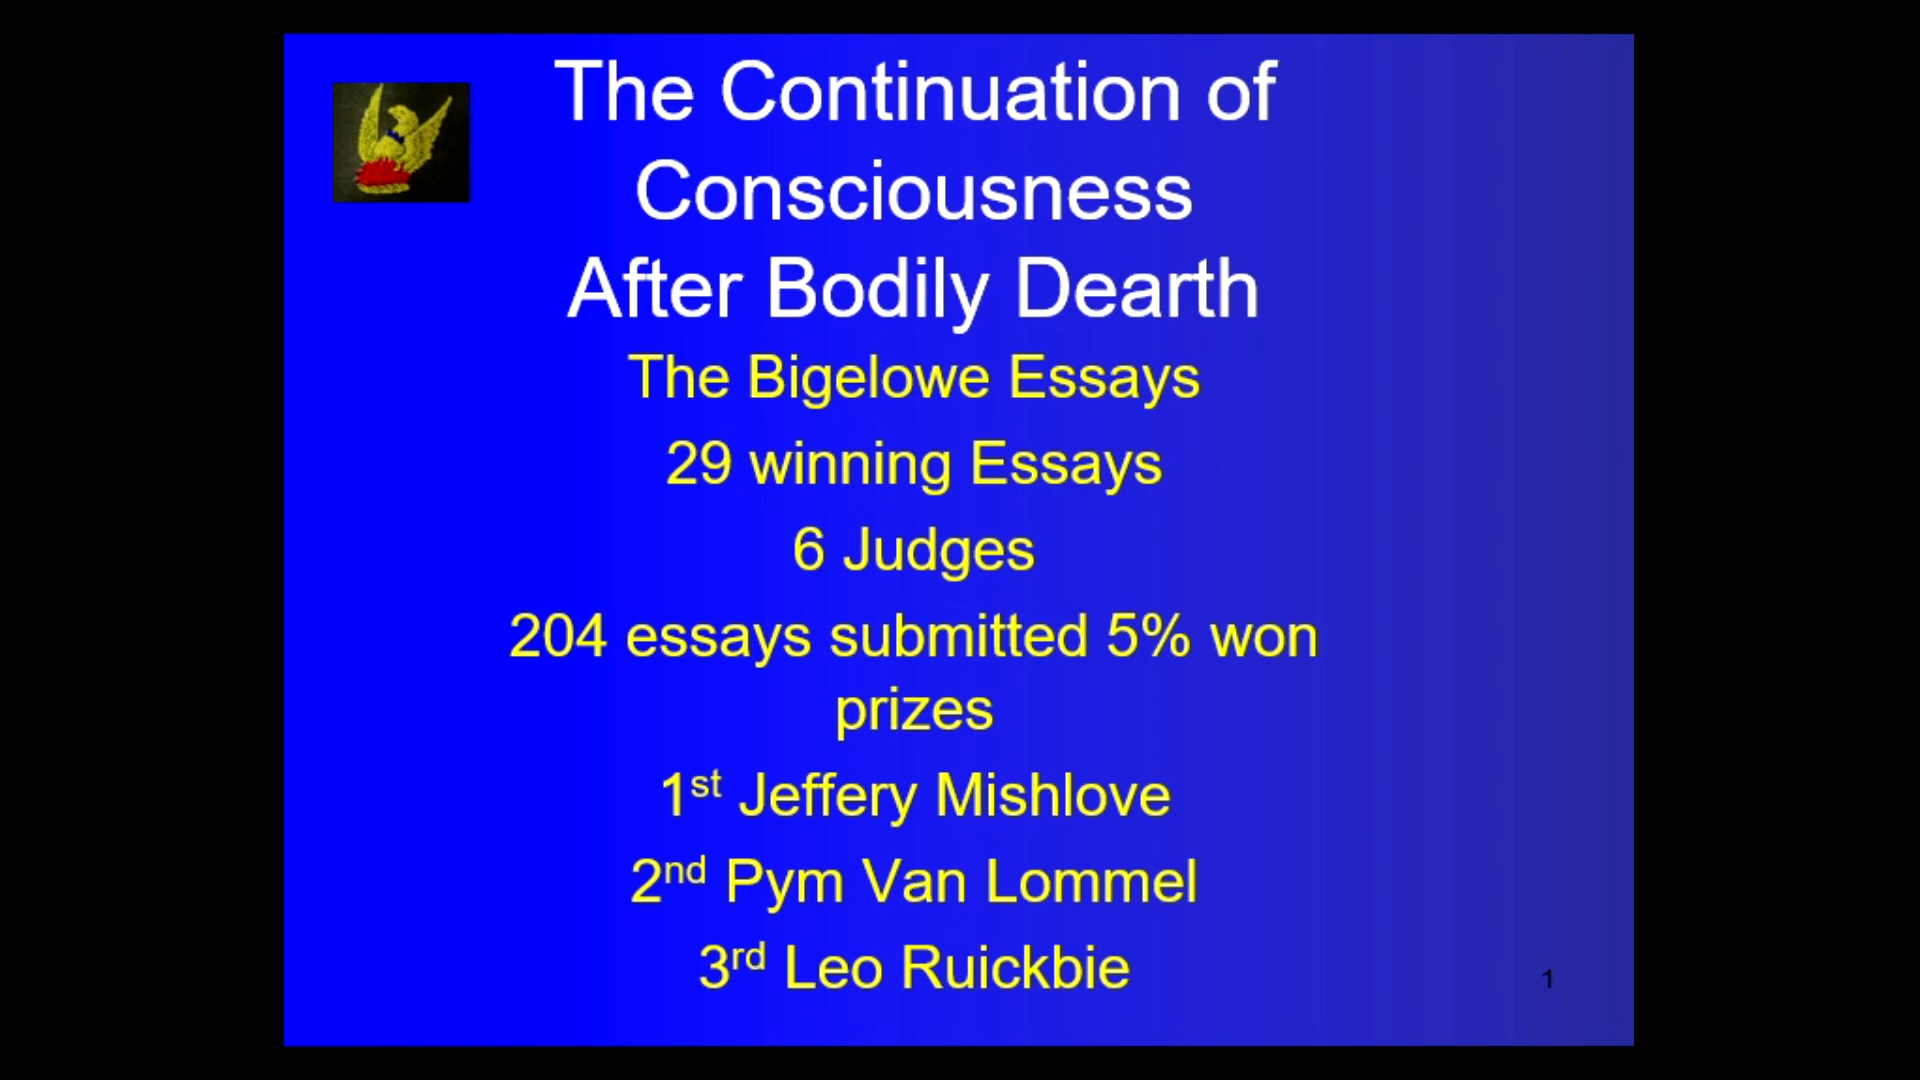 The Continuation of
Consciousness
After Bodily Dearth
The Bigelowe Essays
29 winning Essays
6 Judges
204 essays submitted 5% won
prizes
1st Jeffery Mishlove
2nd Pym Van Lommel
3rd Leo Ruickbie
1